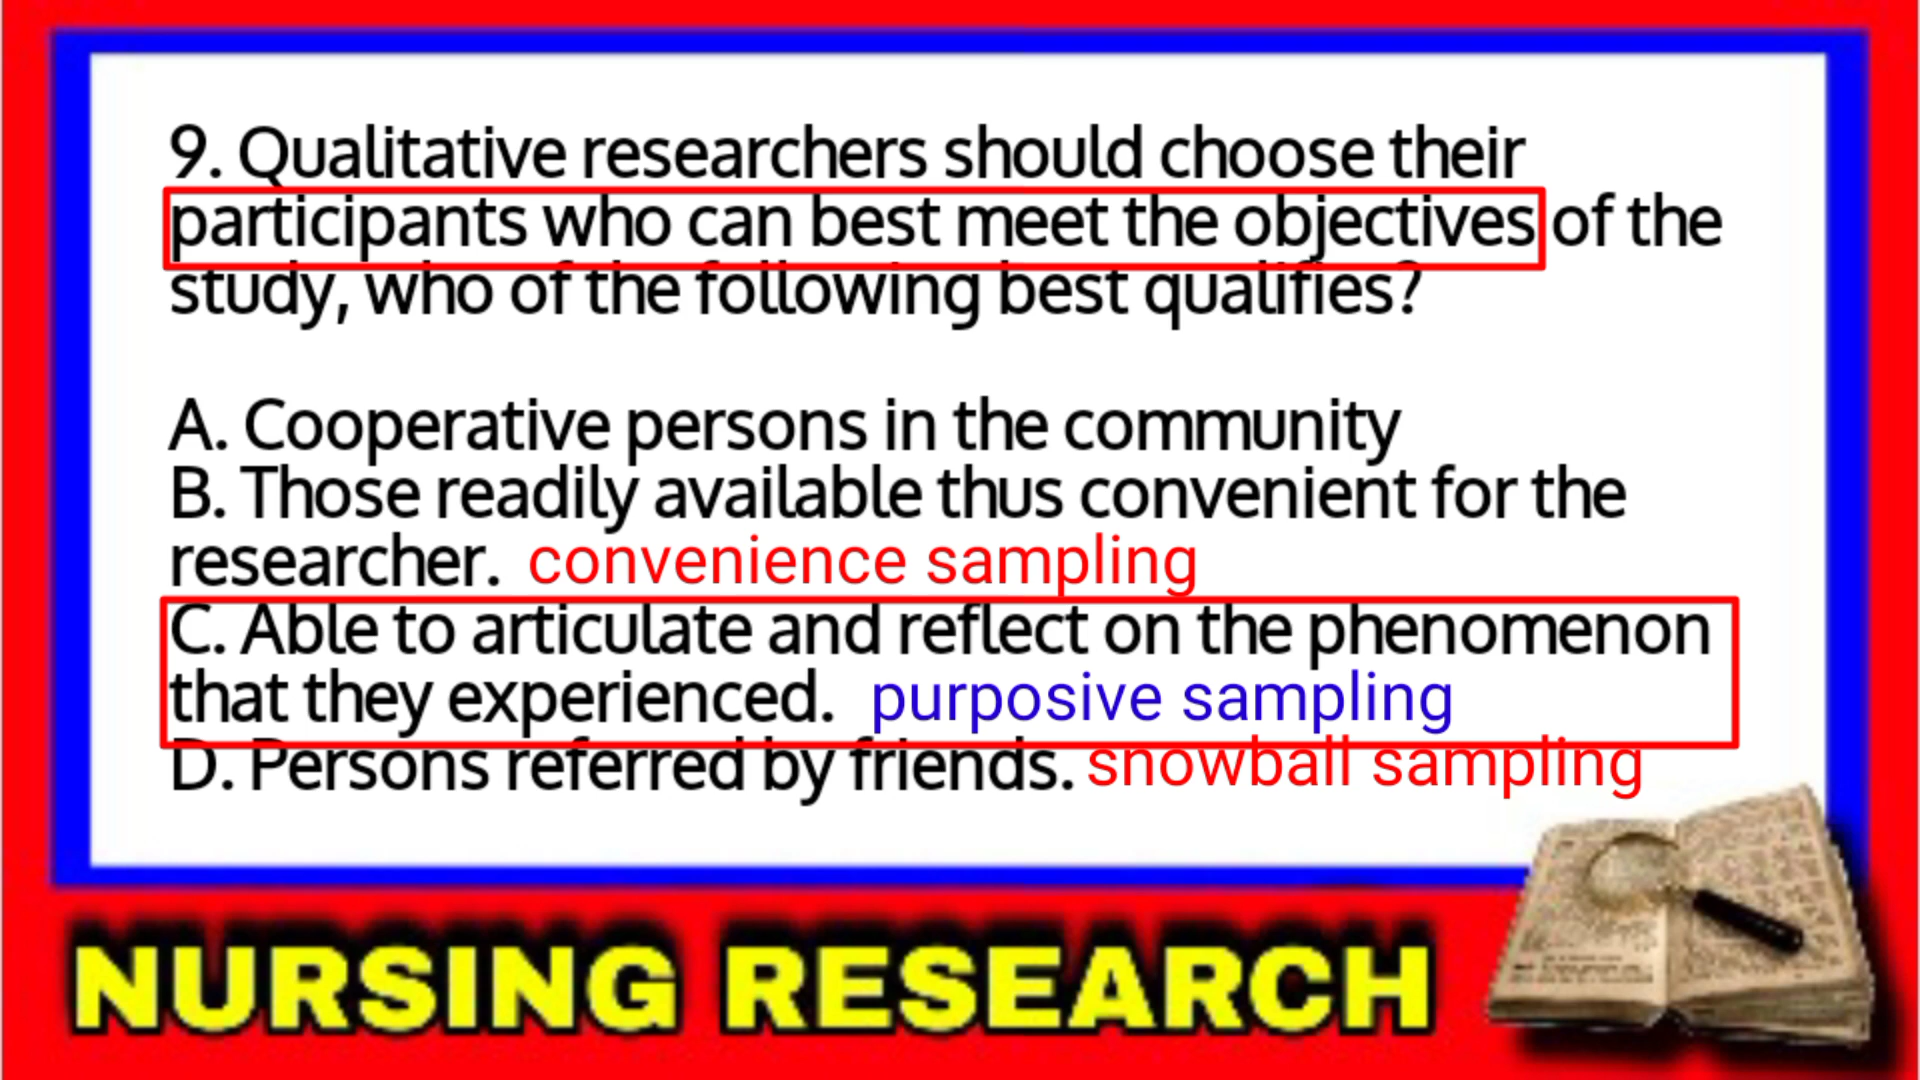 9. Qualitative researchers should choose their
participants who can best meet the objectives of the
study, who of the following best qualifies?
A. Cooperative persons in the community
B. Those readily available thus convenient for the
researcher. convenience sampling
C. Able to articulate and reflect on the phenomenon
that they experienced. purposive sampling
D. Persons referred by friends. snowball sampling
NURSING RESEARCH